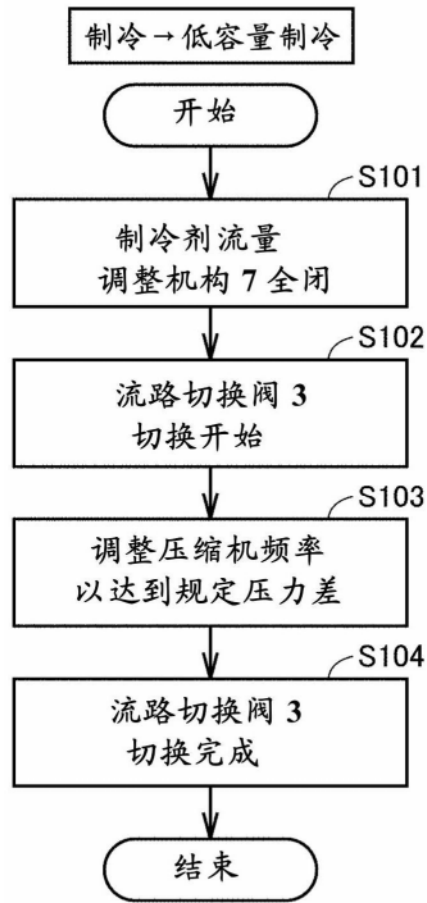 制冷→低容量制冷
开始
S101
制冷剂流量
调整机构 7 全闭
S102
流路切换阀 3
切换开始
S103
调整压缩机频率
以达到规定压力差
S104
流路切换阀 3
切换完成
结束